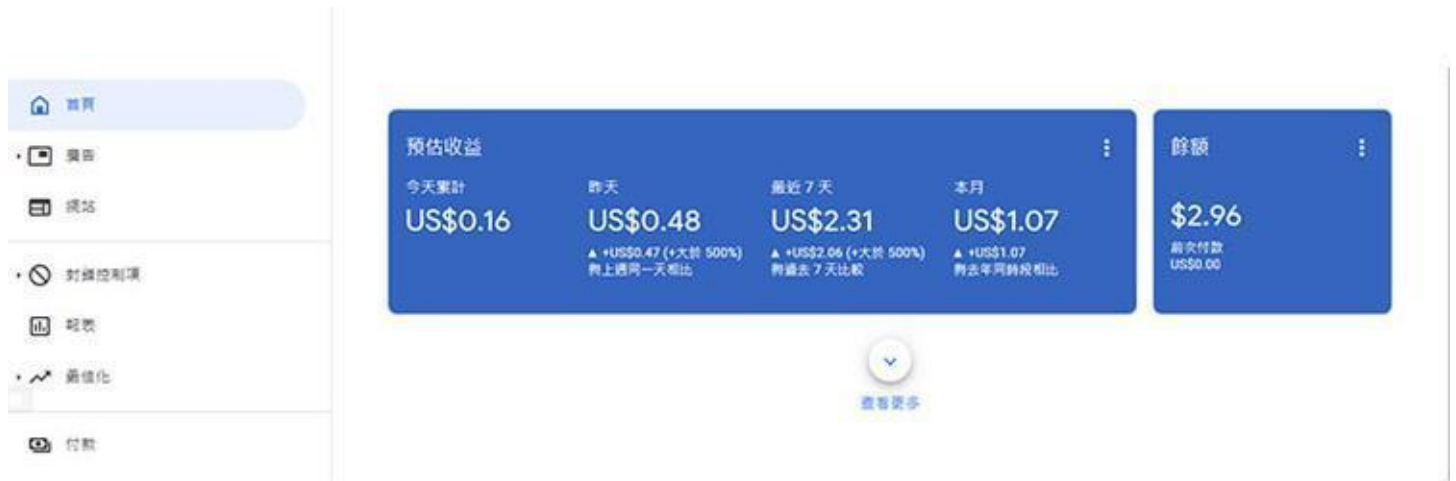 首頁
廣告
網站
封鎖控制項
報表
最佳化
付款
預估收益
今天累計
US$0.16
昨天
US$0.48
▲ +US$0.47 (+大於 500%)
與上週同一天相比
最近 7 天
US$2.31
▲ +US$2.06 (+大於 500%)
與過去 7 天比較
本月
US$1.07
▲ +US$1.07
與去年同時段相比
餘額
$2.96
前次付款
US$0.00
查看更多